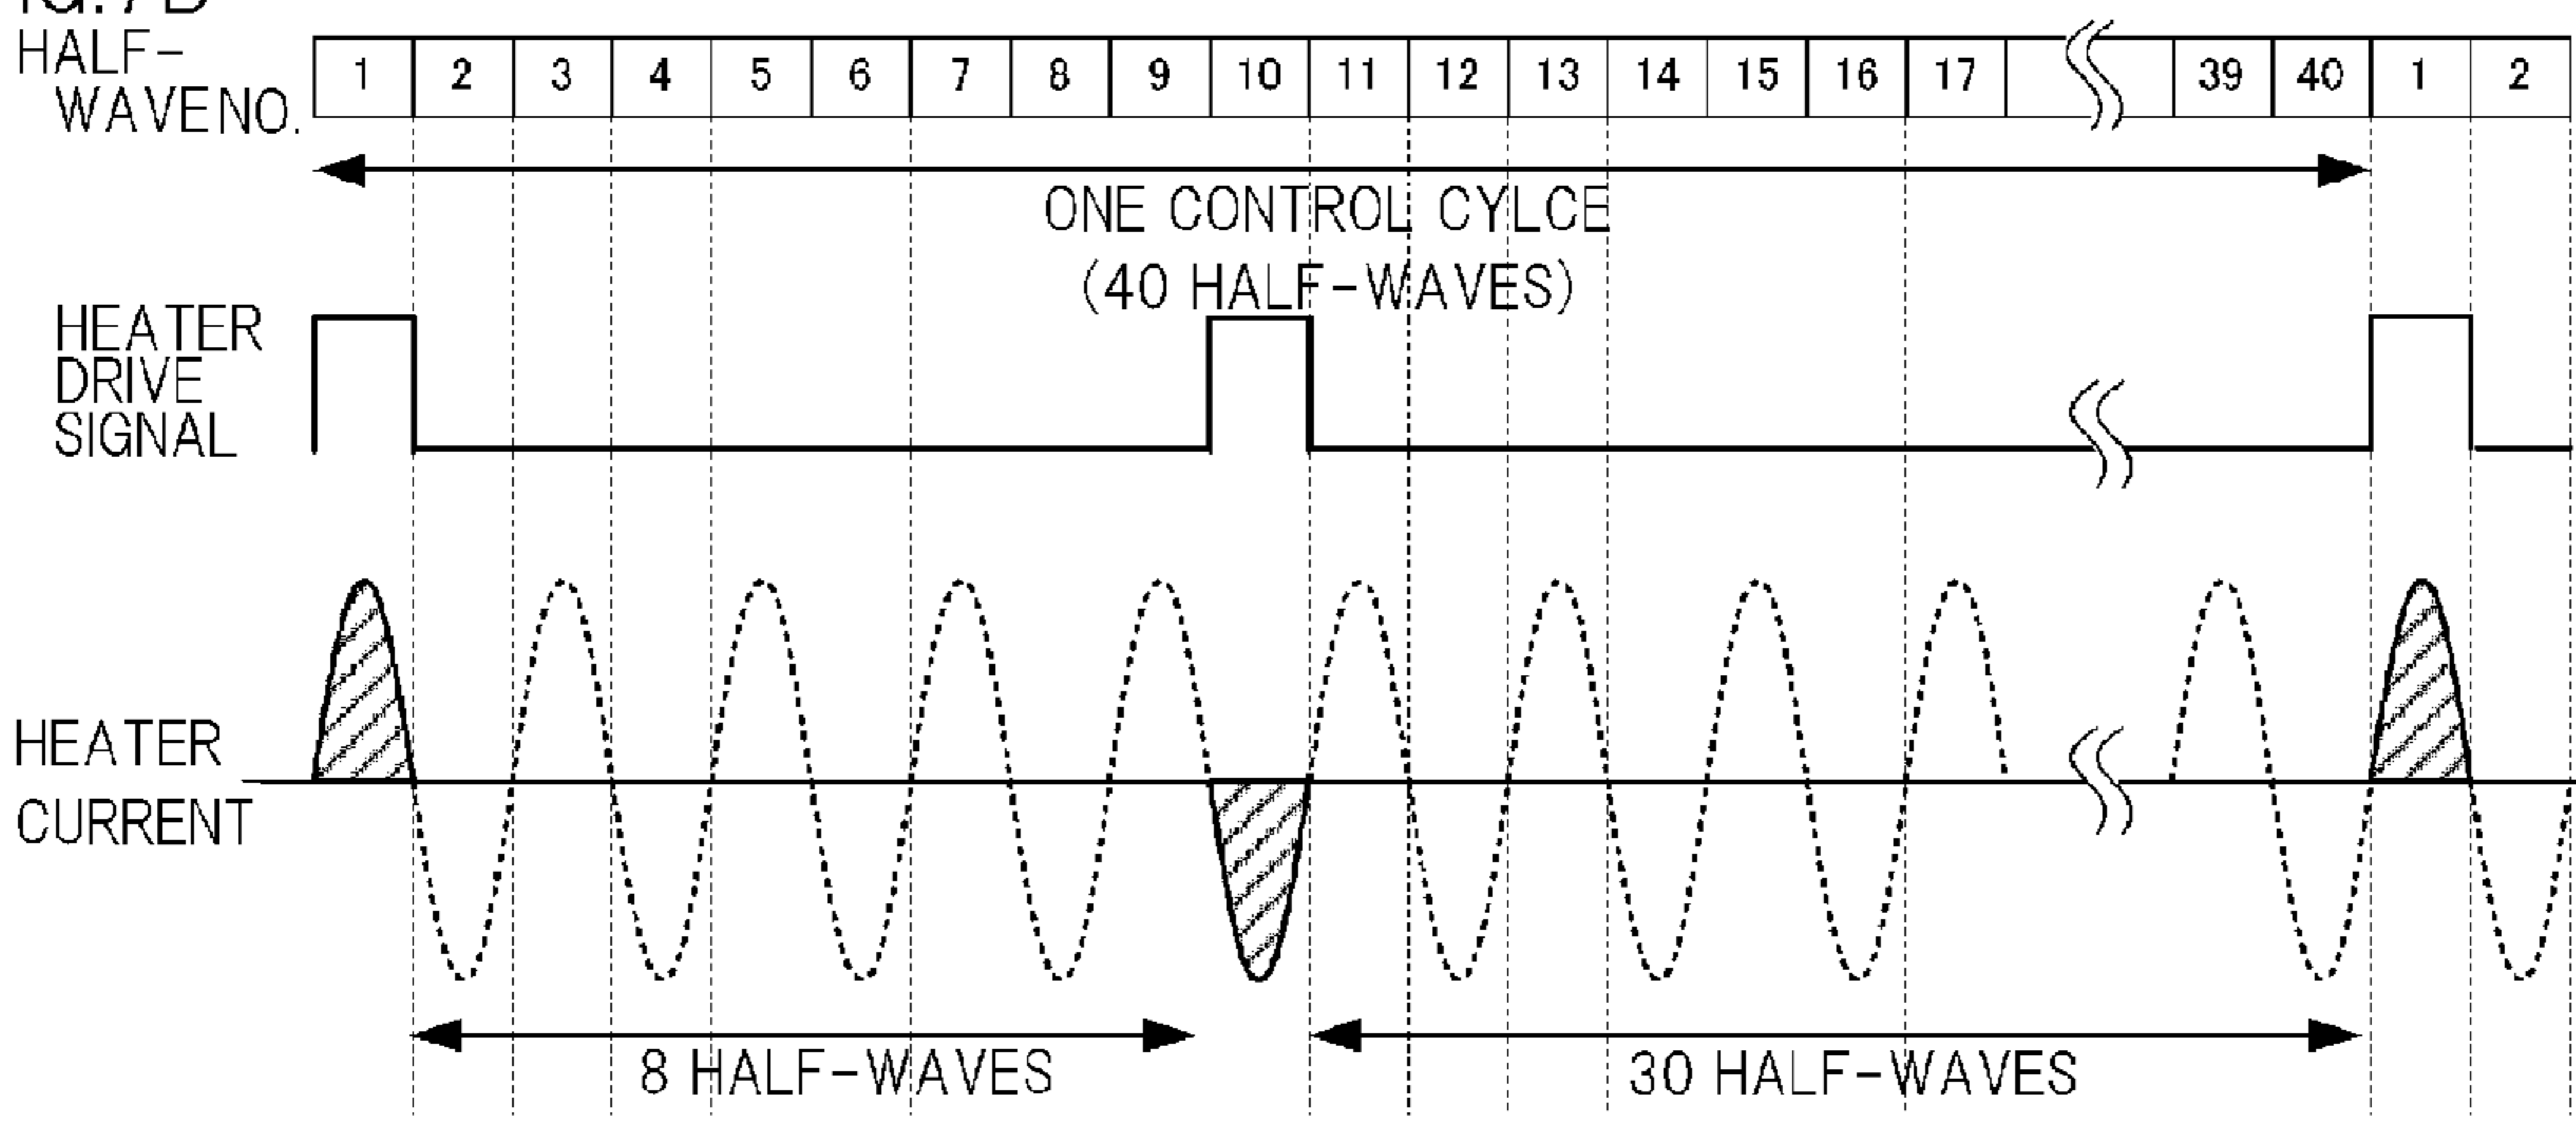 HALF-
WAVE NO.
1 2 3 4 5 6 7 8 9 10 11 12 13 14 15 16 17 39 40 1 2
ONE CONTROL CYLCE
(40 HALF-WAVES)
HEATER
DRIVE
SIGNAL
HEATER
CURRENT
8 HALF-WAVES
30 HALF-WAVES